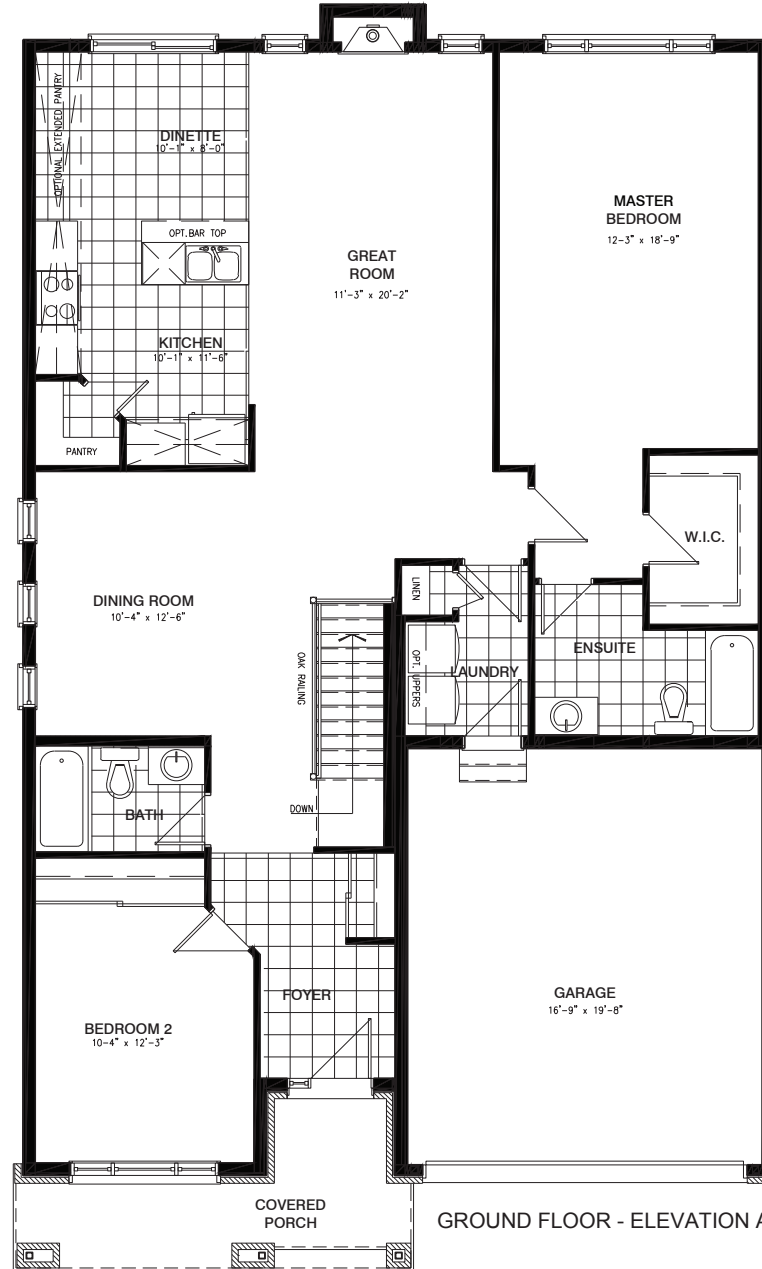 OPTIONAL EXTENDED PANTRY
DINETTE
10'-1" x 8'-0"
OPT. BAR TOP
KITCHEN
10'-1" x 11'-6"
PANTRY
GREAT
ROOM
11'-3" x 20'-2"
MASTER
BEDROOM
12-3" x 18'-9"
W.I.C.
DINING ROOM
10'-4" x 12'-6"
OAK RAILING
LINEN
OPT. UPPERS
LAUNDRY
ENSUITE
DOWN
BATH
FOYER
BEDROOM 2
10-4" x 12'-3"
GARAGE
16'-9" x 19'-8"
COVERED
PORCH
GROUND FLOOR - ELEVATION A